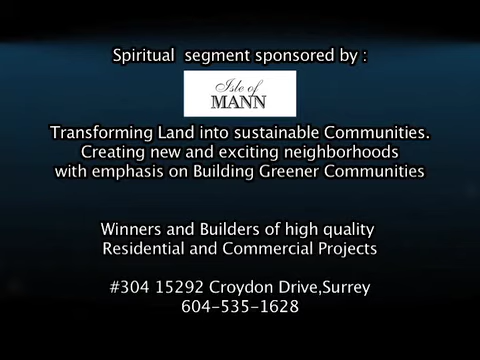 Spiritual segment sponsored by :
Isle of
MANN
Transforming Land into sustainable Communities.
Creating new and exciting neighborhoods
with emphasis on Building Greener Communities
Winners and Builders of high quality
Residential and Commercial Projects
#304 15292 Croydon Drive,Surrey
604-535-1628